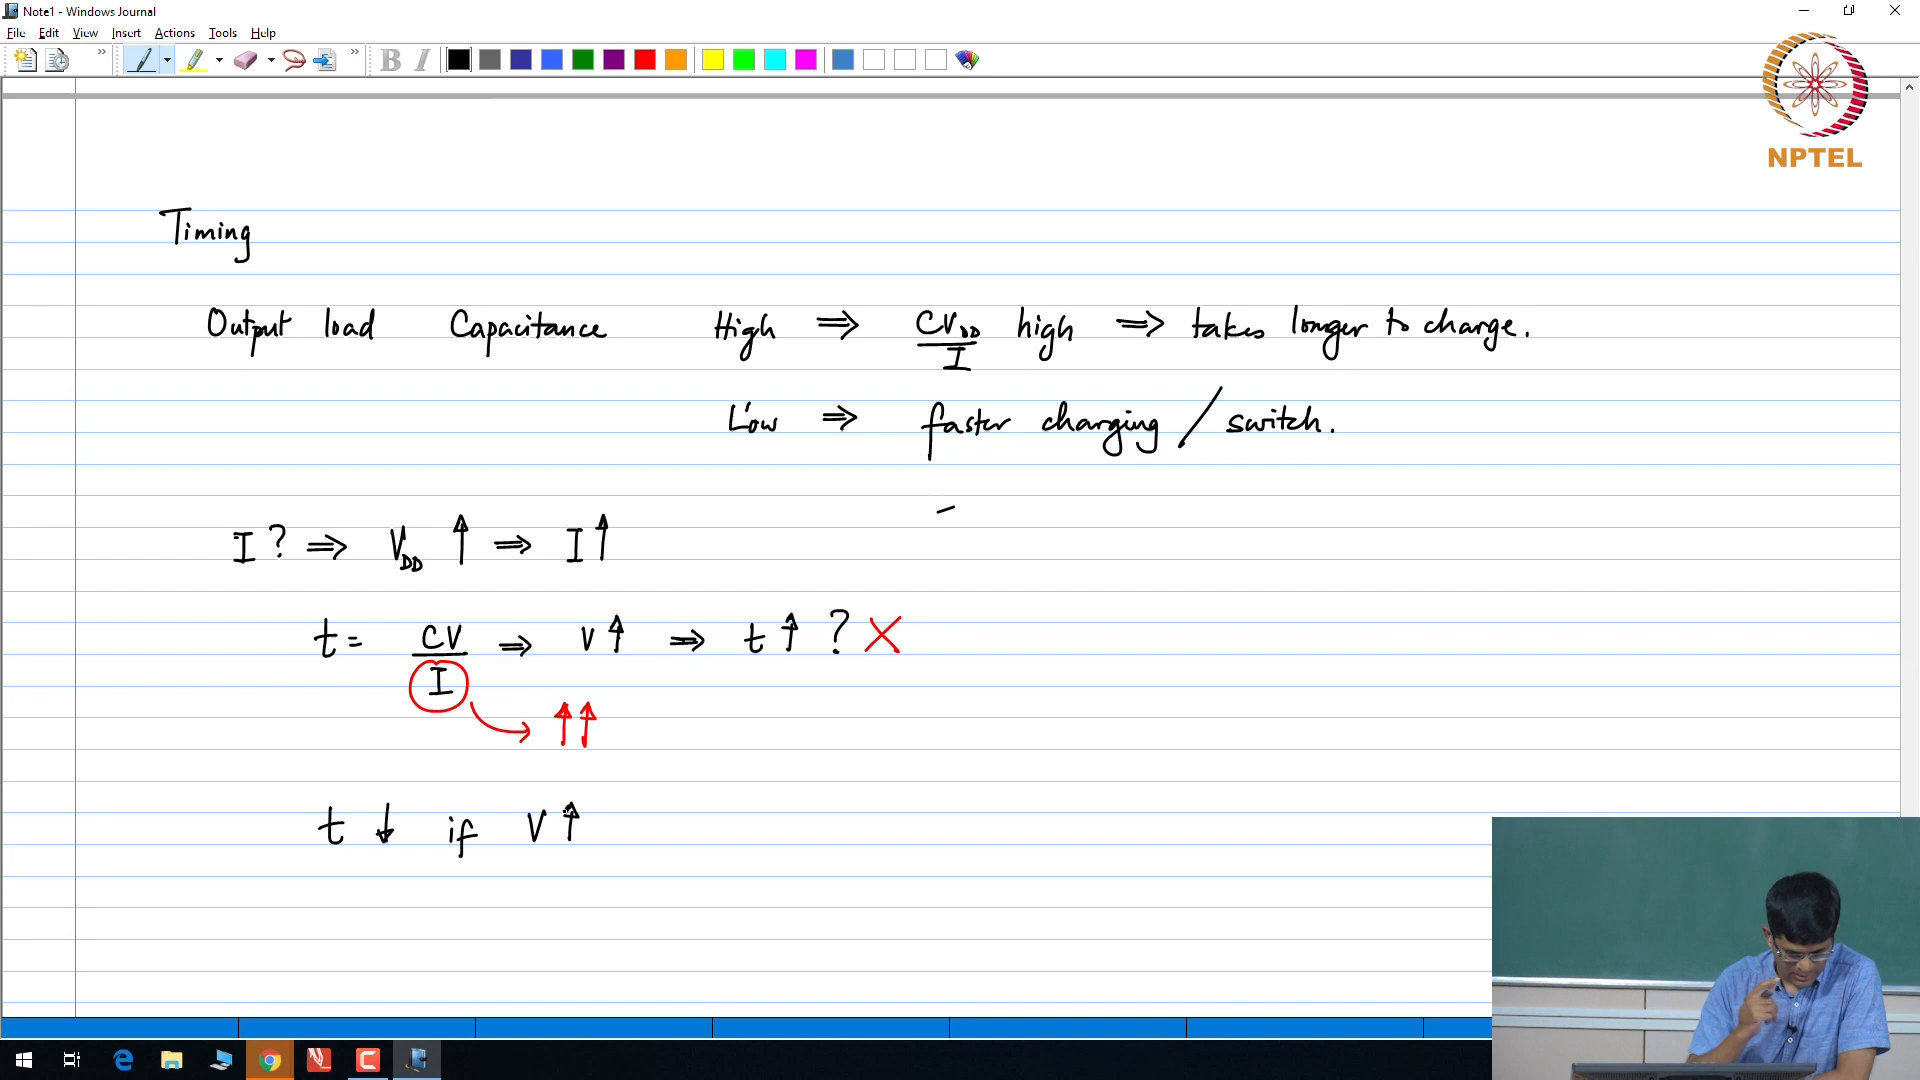 Note1 - Windows Journal
File Edit View Insert Actions Tools Help
B I
NPTEL
Timing
Output load Capacitance High ⇒ CV_DD/I high ⇒ takes longer to charge.
Low ⇒ faster charging / switch.
I ? ⇒ V_DD ↑ ⇒ I ↑
t = CV/I ⇒ V ↑ ⇒ t ↑ ? ✗
↑↑
t ↓ if V ↑